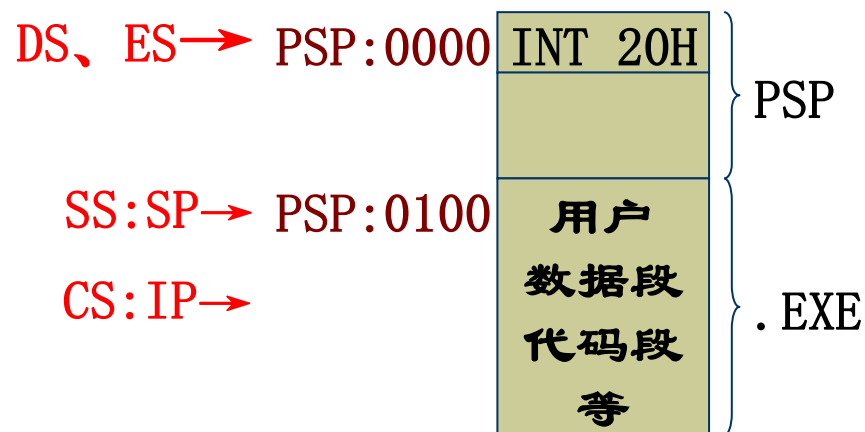 DS、ES PSP:0000 INT 20H
PSP
SS:SP PSP:0100 用户
数据段
CS:IP
.EXE
代码段
等